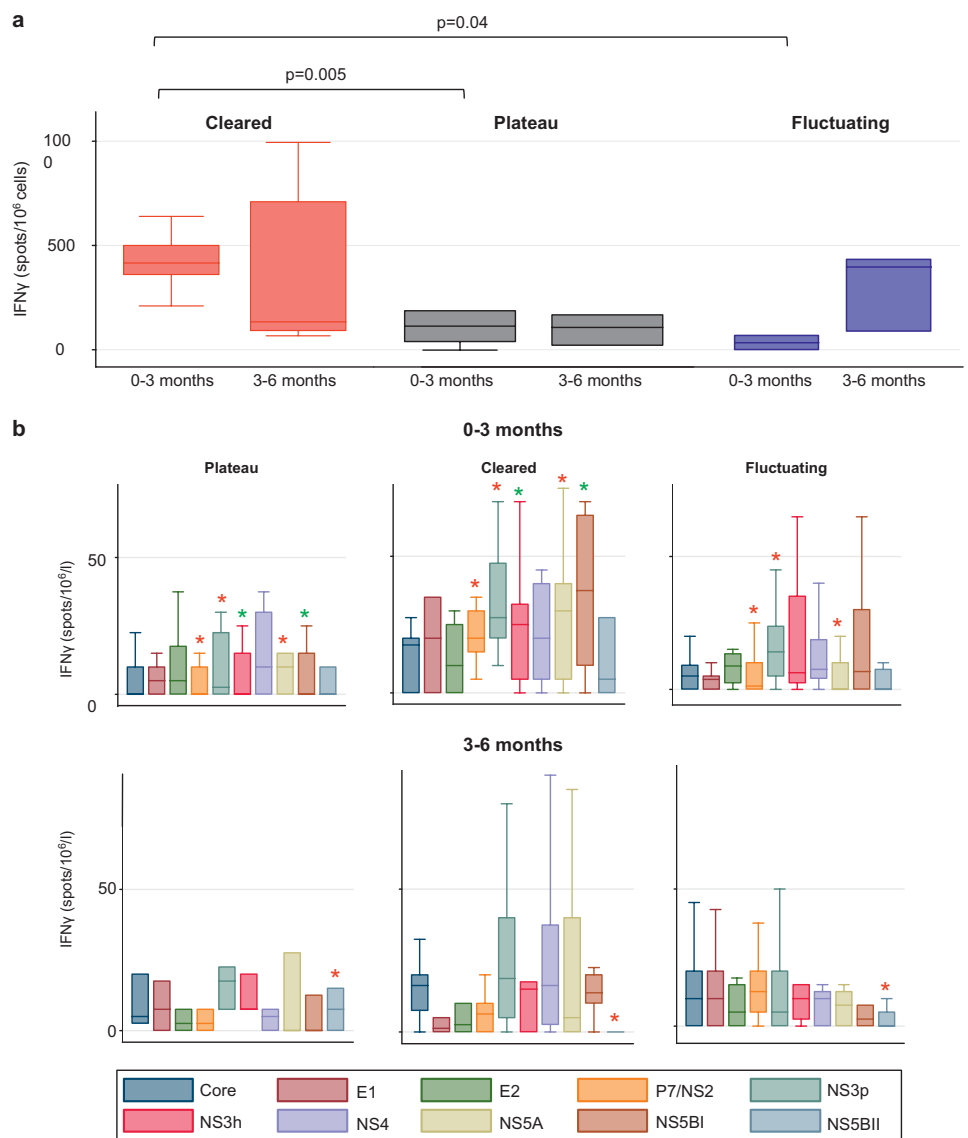 a
p=0.04
p=0.005
Cleared
Plateau
Fluctuating
IFNγ (spots/10⁶ cells)
100
0
500
0
0-3 months
3-6 months
0-3 months
3-6 months
0-3 months
3-6 months
b
0-3 months
Plateau
Cleared
Fluctuating
IFNγ (spots/10⁶/l)
50
0
* * * * *
* * * * *
* * *
3-6 months
IFNγ (spots/10⁶/l)
50
0
*
*
*
Core
E1
E2
P7/NS2
NS3p
NS3h
NS4
NS5A
NS5BI
NS5BII